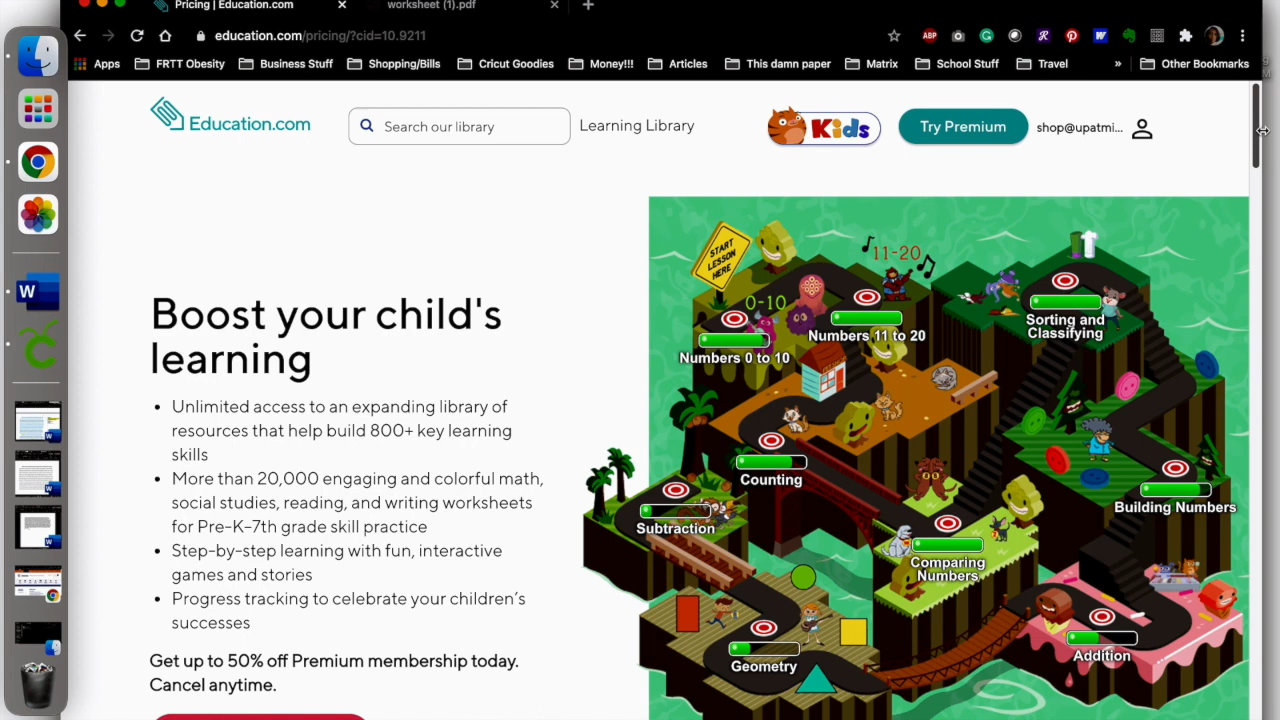 Pricing | Education.com
worksheet (1).pdf
education.com/pricing/?cid=10.9211
ABP
Apps
FRTT Obesity
Business Stuff
Shopping/Bills
Cricut Goodies
Money!!!
Articles
This damn paper
Matrix
School Stuff
Travel
»
Other Bookmarks
Education.com
Search our library
Learning Library
Kids
Try Premium
shop@upatmi...
Boost your child's
learning
• Unlimited access to an expanding library of
resources that help build 800+ key learning
skills
• More than 20,000 engaging and colorful math,
social studies, reading, and writing worksheets
for Pre-K-7th grade skill practice
• Step-by-step learning with fun, interactive
games and stories
• Progress tracking to celebrate your children's
successes
Get up to 50% off Premium membership today.
Cancel anytime.
START
LESSON
HERE
11-20
0-10
Numbers 0 to 10
Numbers 11 to 20
Sorting and
Classifying
Counting
Subtraction
Building Numbers
Comparing
Numbers
Geometry
Addition
W